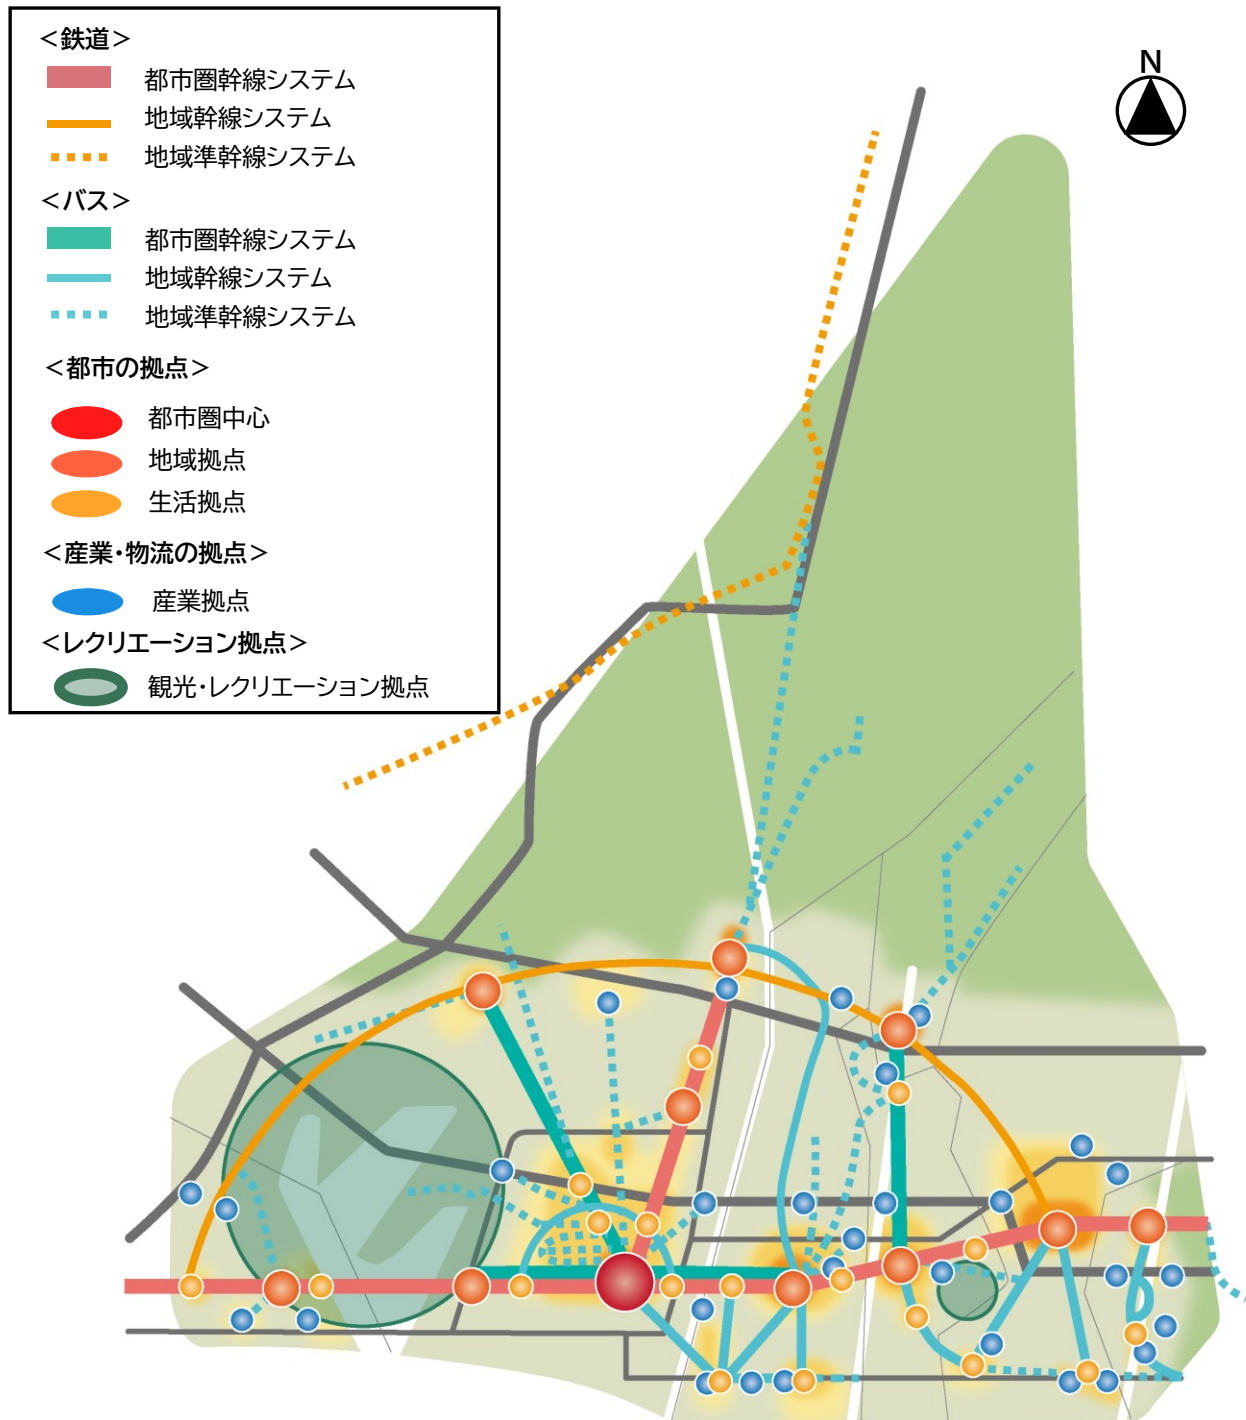 ＜鉄道＞
都市圏幹線システム
地域幹線システム
地域準幹線システム
＜バス＞
都市圏幹線システム
地域幹線システム
地域準幹線システム
＜都市の拠点＞
都市圏中心
地域拠点
生活拠点
＜産業・物流の拠点＞
産業拠点
＜レクリエーション拠点＞
観光・レクリエーション拠点
N